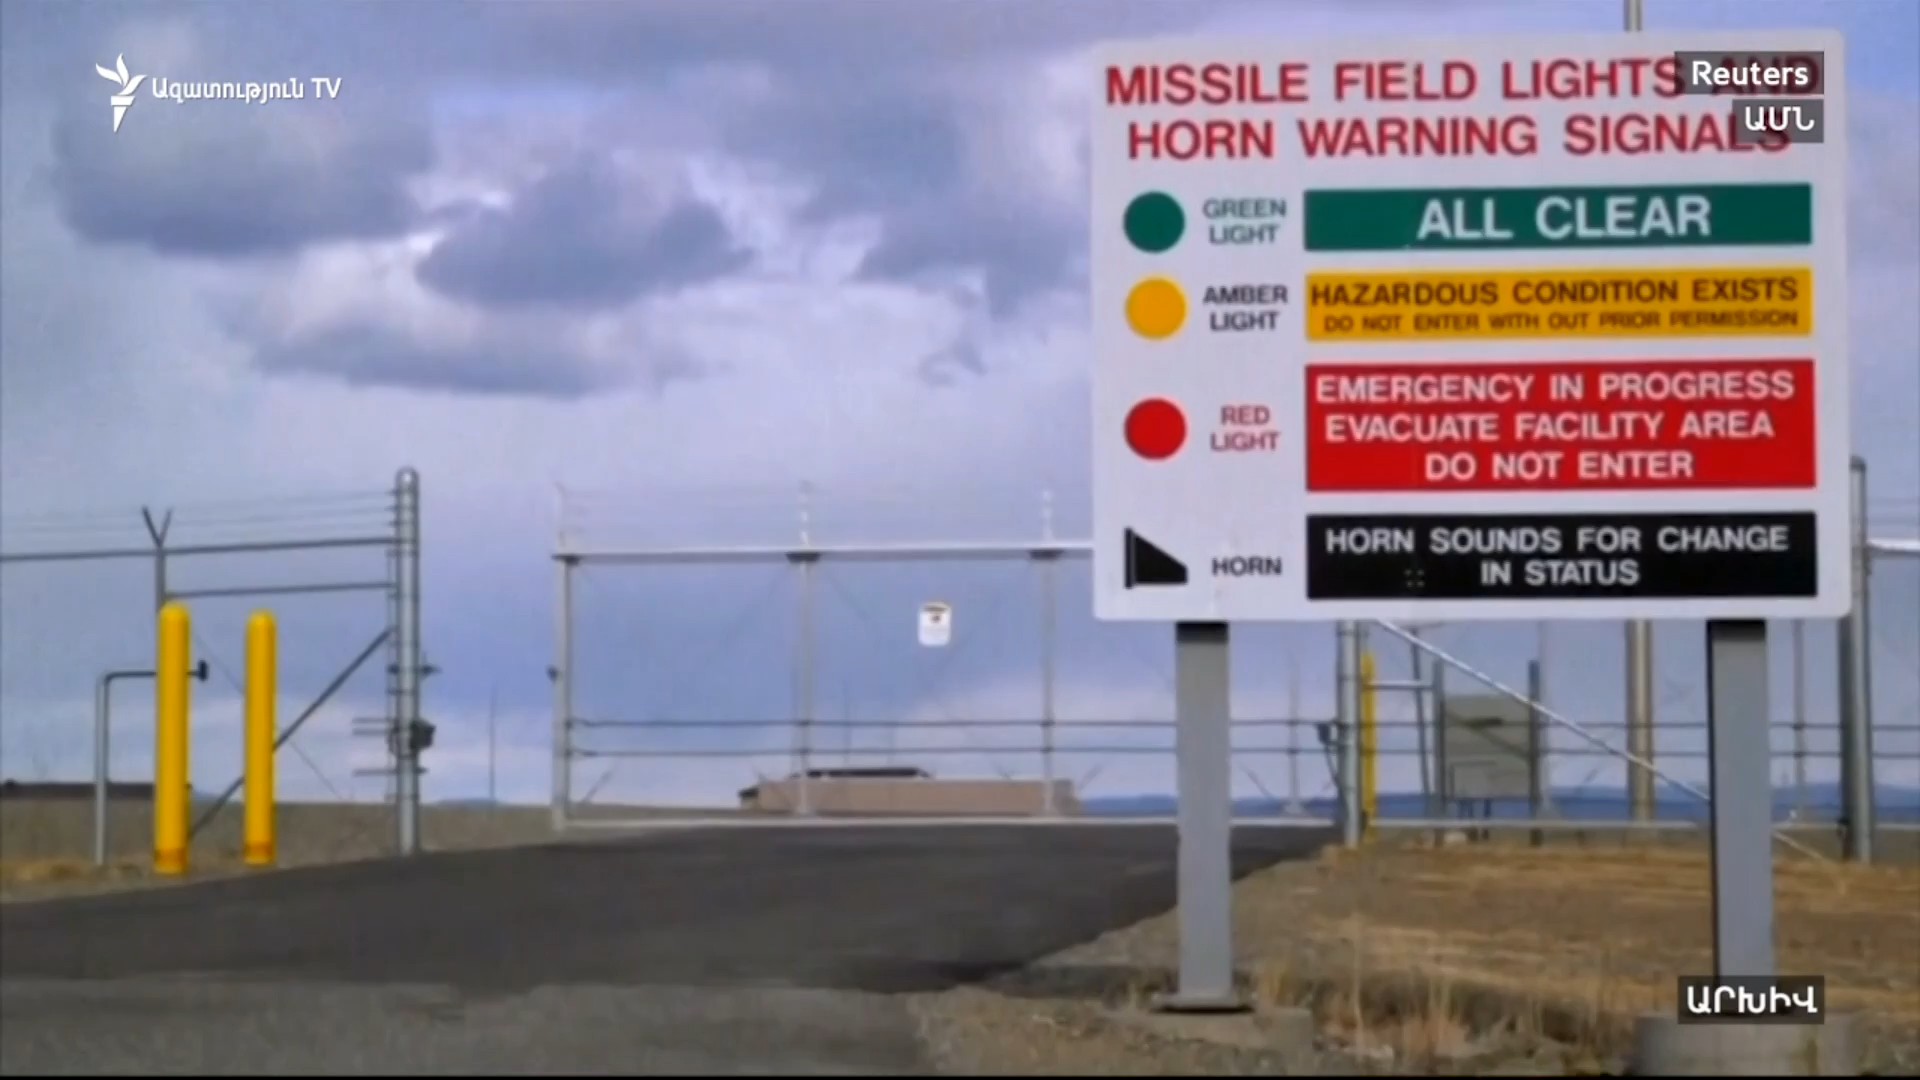 Ազատություն TV
Reuters
ԱՄՆ
MISSILE FIELD LIGHTS AND
HORN WARNING SIGNALS
GREEN LIGHT
ALL CLEAR
AMBER LIGHT
HAZARDOUS CONDITION EXISTS
DO NOT ENTER WITH OUT PRIOR PERMISSION
RED LIGHT
EMERGENCY IN PROGRESS
EVACUATE FACILITY AREA
DO NOT ENTER
HORN
HORN SOUNDS FOR CHANGE
IN STATUS
ԱՐԽԻՎ